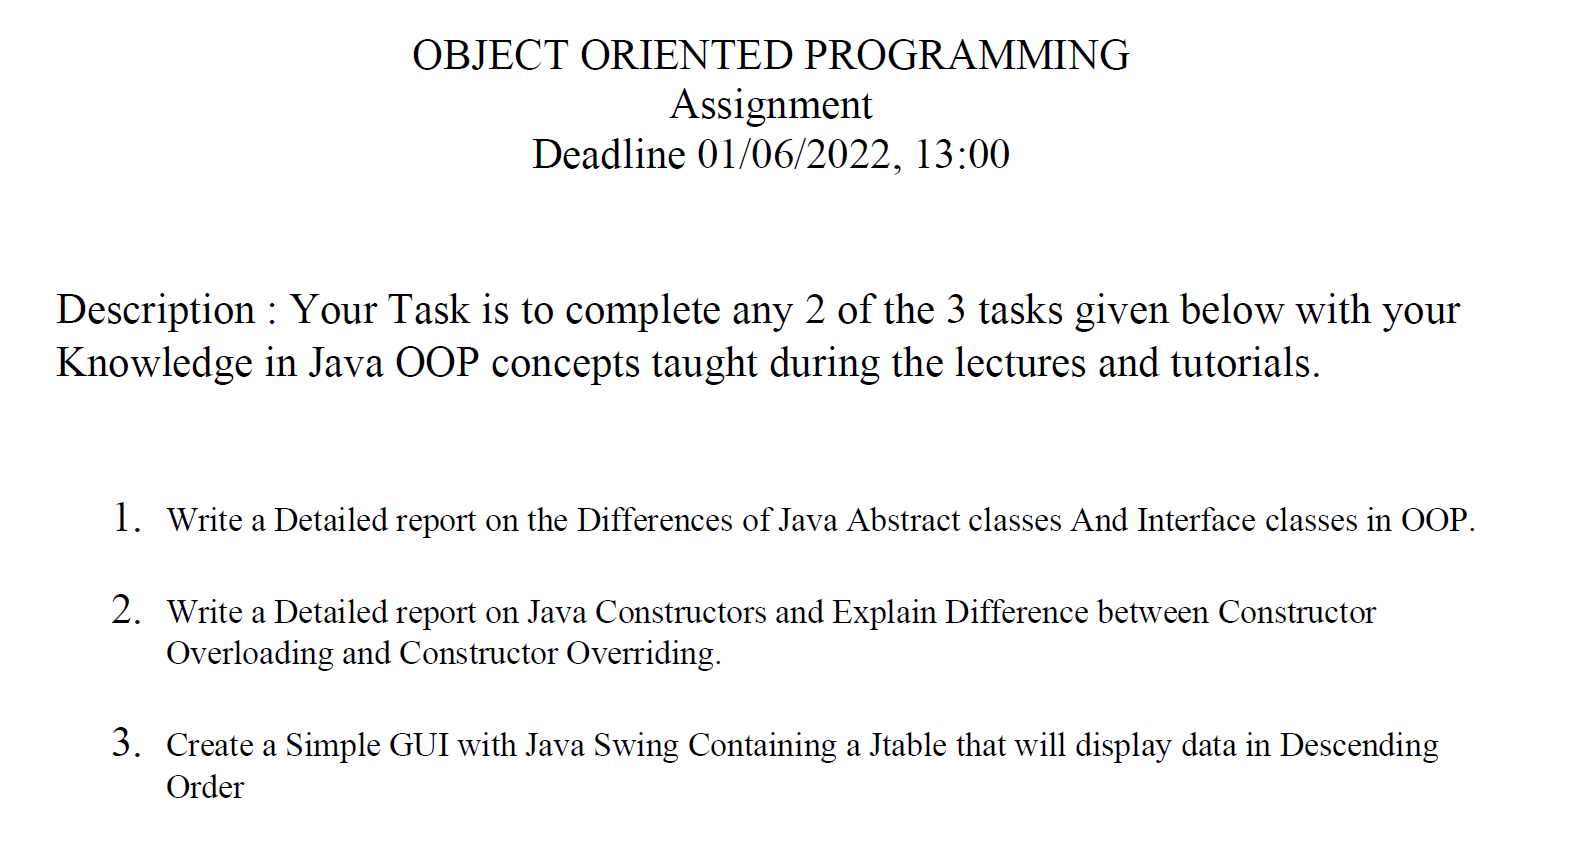 OBJECT ORIENTED PROGRAMMING
Assignment
Deadline 01/06/2022, 13:00
Description : Your Task is to complete any 2 of the 3 tasks given below with your
Knowledge in Java OOP concepts taught during the lectures and tutorials.
1. Write a Detailed report on the Differences of Java Abstract classes And Interface classes in OOP.
2. Write a Detailed report on Java Constructors and Explain Difference between Constructor
Overloading and Constructor Overriding.
3. Create a Simple GUI with Java Swing Containing a Jtable that will display data in Descending
Order